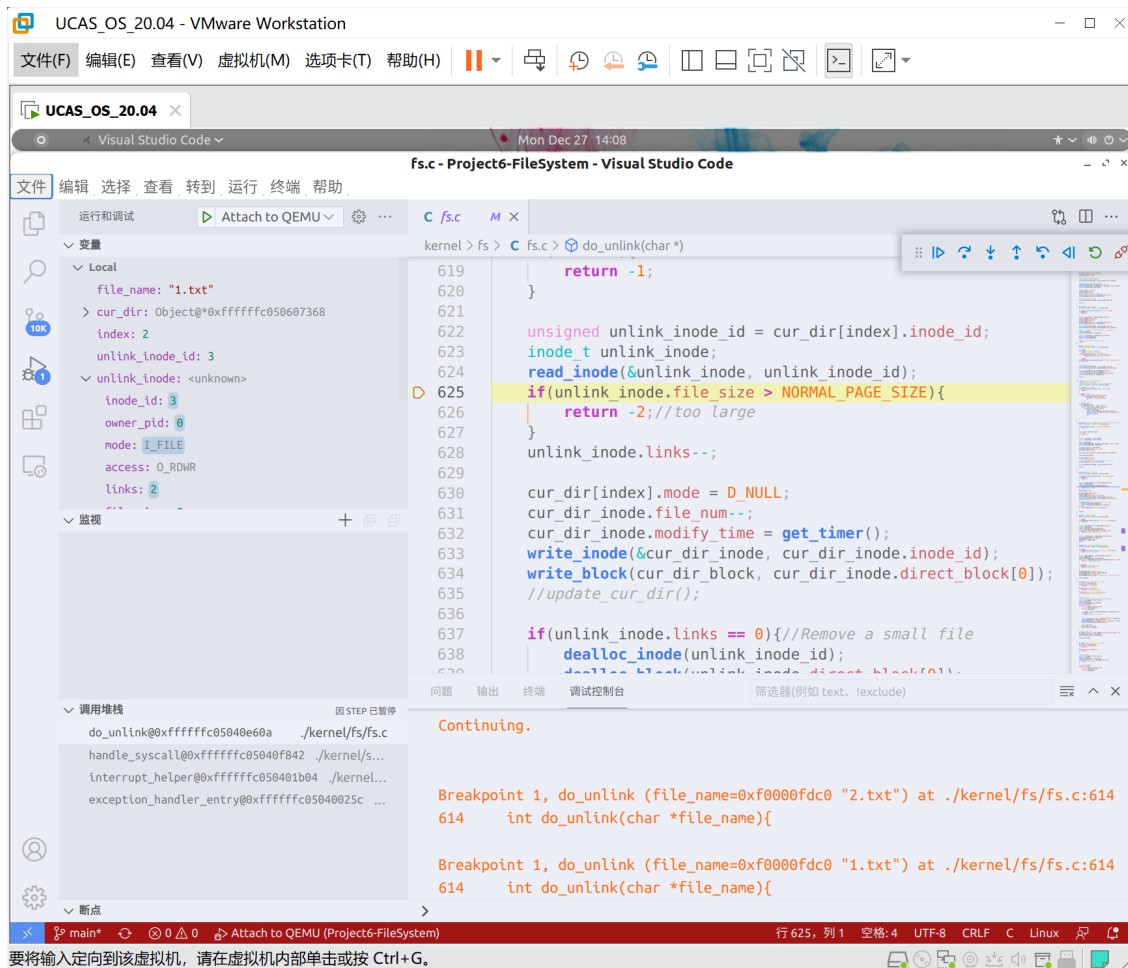 UCAS_OS_20.04 - VMware Workstation
文件(F) 编辑(E) 查看(V) 虚拟机(M) 选项卡(T) 帮助(H)
UCAS_OS_20.04
Visual Studio Code
Mon Dec 27 14:08
fs.c - Project6-FileSystem - Visual Studio Code
文件 编辑 选择 查看 转到 运行 终端 帮助
运行和调试
Attach to QEMU
变量
Local
file_name: "1.txt"
cur_dir: Object@*0xffffffc050607368
index: 2
unlink_inode_id: 3
unlink_inode: <unknown>
inode_id: 3
owner_pid: 0
mode: I_FILE
access: O_RDWR
links: 2
10K
1
监视
调用堆栈
因 STEP 已暂停
do_unlink@0xffffffc05040e60a ./kernel/fs/fs.c
handle_syscall@0xffffffc05040f842 ./kernel/s...
interrupt_helper@0xffffffc050401b04 ./kernel...
exception_handler_entry@0xffffffc05040025c ...
断点
C fs.c M
kernel > fs > C fs.c > do_unlink(char *)
619 return -1;
620 }
621
622 unsigned unlink_inode_id = cur_dir[index].inode_id;
623 inode_t unlink_inode;
624 read_inode(&unlink_inode, unlink_inode_id);
625 if(unlink_inode.file_size > NORMAL_PAGE_SIZE){
626 return -2;//too large
627 }
628 unlink_inode.links--;
629
630 cur_dir[index].mode = D_NULL;
631 cur_dir_inode.file_num--;
632 cur_dir_inode.modify_time = get_timer();
633 write_inode(&cur_dir_inode, cur_dir_inode.inode_id);
634 write_block(cur_dir_block, cur_dir_inode.direct_block[0]);
635 //update_cur_dir();
636
637 if(unlink_inode.links == 0){//Remove a small file
638 dealloc_inode(unlink_inode_id);
639 dealloc_block(unlink_inode.direct_block[0]);
问题 输出 终端 调试控制台
筛选器(例如 text、!exclude)
Continuing.
Breakpoint 1, do_unlink (file_name=0xf0000fdc0 "2.txt") at ./kernel/fs/fs.c:614
614 int do_unlink(char *file_name){
Breakpoint 1, do_unlink (file_name=0xf0000fdc0 "1.txt") at ./kernel/fs/fs.c:614
614 int do_unlink(char *file_name){
main* 0 0 Attach to QEMU (Project6-FileSystem)
行 625，列 1 空格: 4 UTF-8 CRLF C Linux
要将输入定向到该虚拟机，请在虚拟机内部单击或按 Ctrl+G。